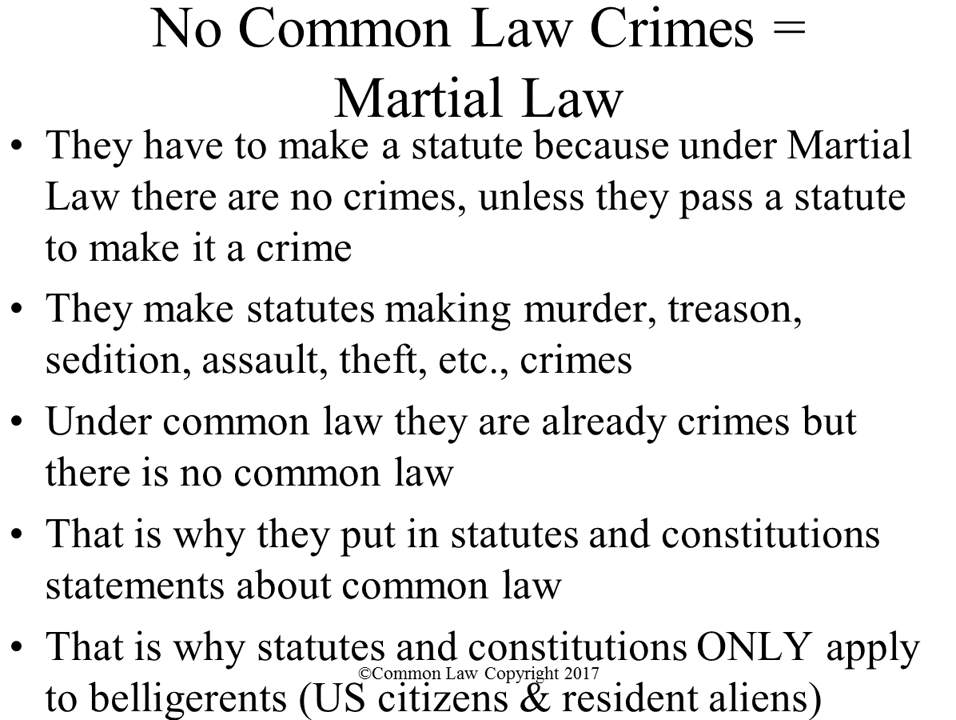 No Common Law Crimes =
Martial Law
• They have to make a statute because under Martial
Law there are no crimes, unless they pass a statute
to make it a crime
• They make statutes making murder, treason,
sedition, assault, theft, etc., crimes
• Under common law they are already crimes but
there is no common law
• That is why they put in statutes and constitutions
statements about common law
• That is why statutes and constitutions ONLY apply
©Common Law Copyright 2017
to belligerents (US citizens & resident aliens)